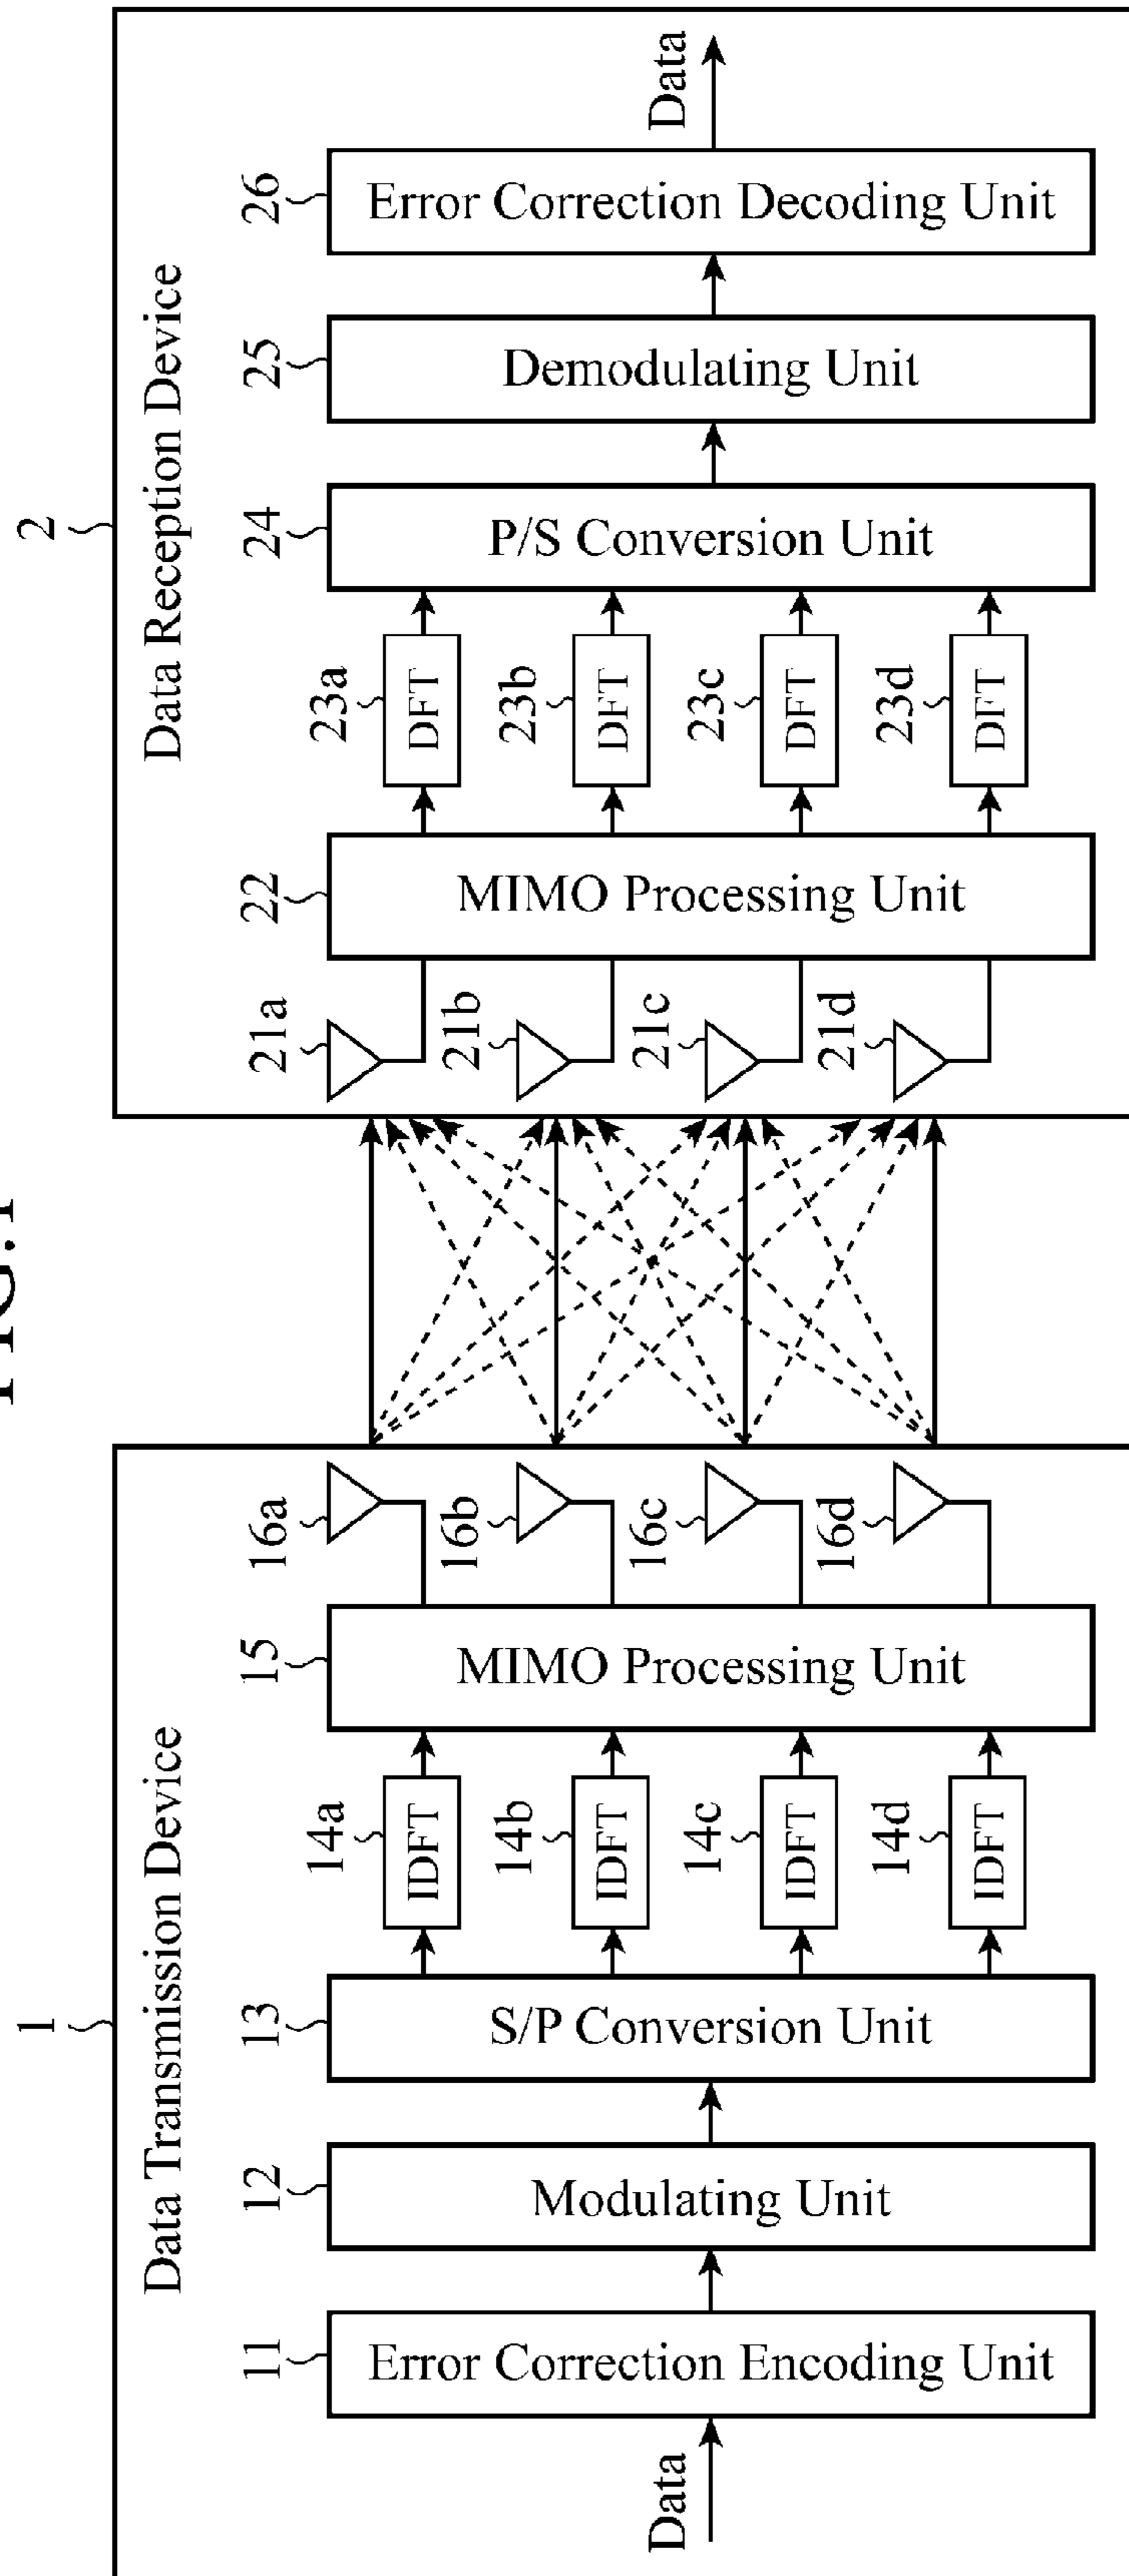 FIG.1
1
Data Transmission Device
Data
11
Error Correction Encoding Unit
12
Modulating Unit
13
S/P Conversion Unit
14a
IDFT
14b
IDFT
14c
IDFT
14d
IDFT
15
MIMO Processing Unit
16a
16b
16c
16d
2
Data Reception Device
21a
21b
21c
21d
22
MIMO Processing Unit
23a
DFT
23b
DFT
23c
DFT
23d
DFT
24
P/S Conversion Unit
25
Demodulating Unit
26
Error Correction Decoding Unit
Data